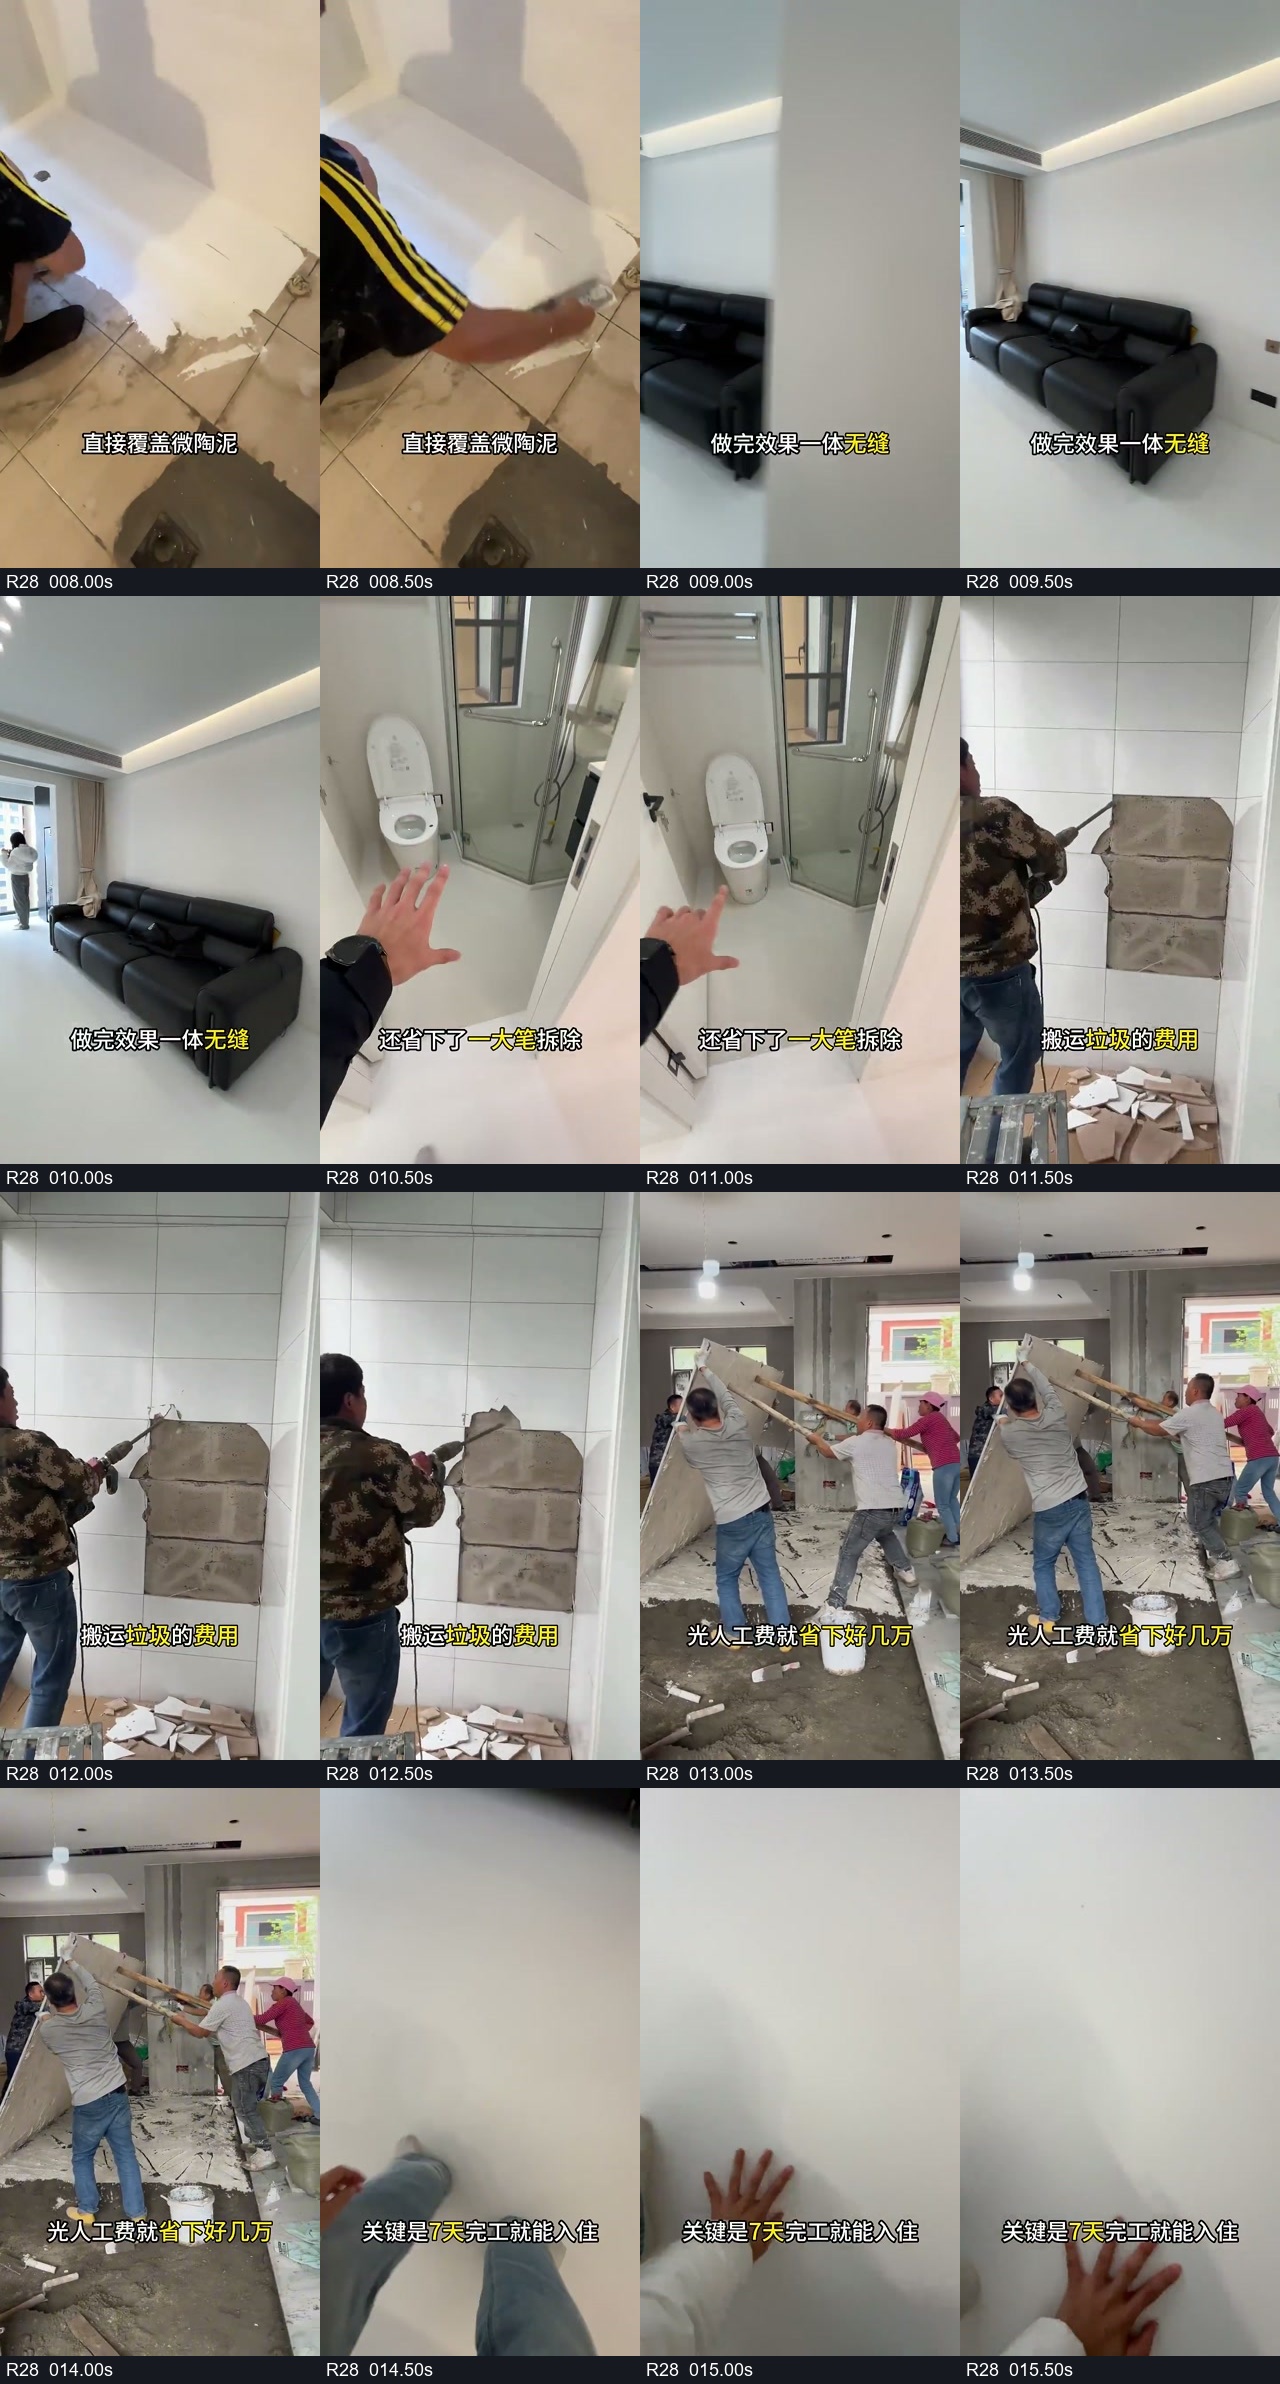 直接覆盖微陶泥
直接覆盖微陶泥
做完效果一体无缝
做完效果一体无缝
R28 008.00s
R28 008.50s
R28 009.00s
R28 009.50s
做完效果一体无缝
还省下了一大笔拆除
还省下了一大笔拆除
搬运垃圾的费用
R28 010.00s
R28 010.50s
R28 011.00s
R28 011.50s
搬运垃圾的费用
搬运垃圾的费用
光人工费就省下好几万
光人工费就省下好几万
R28 012.00s
R28 012.50s
R28 013.00s
R28 013.50s
光人工费就省下好几万
关键是7天完工就能入住
关键是7天完工就能入住
关键是7天完工就能入住
R28 014.00s
R28 014.50s
R28 015.00s
R28 015.50s